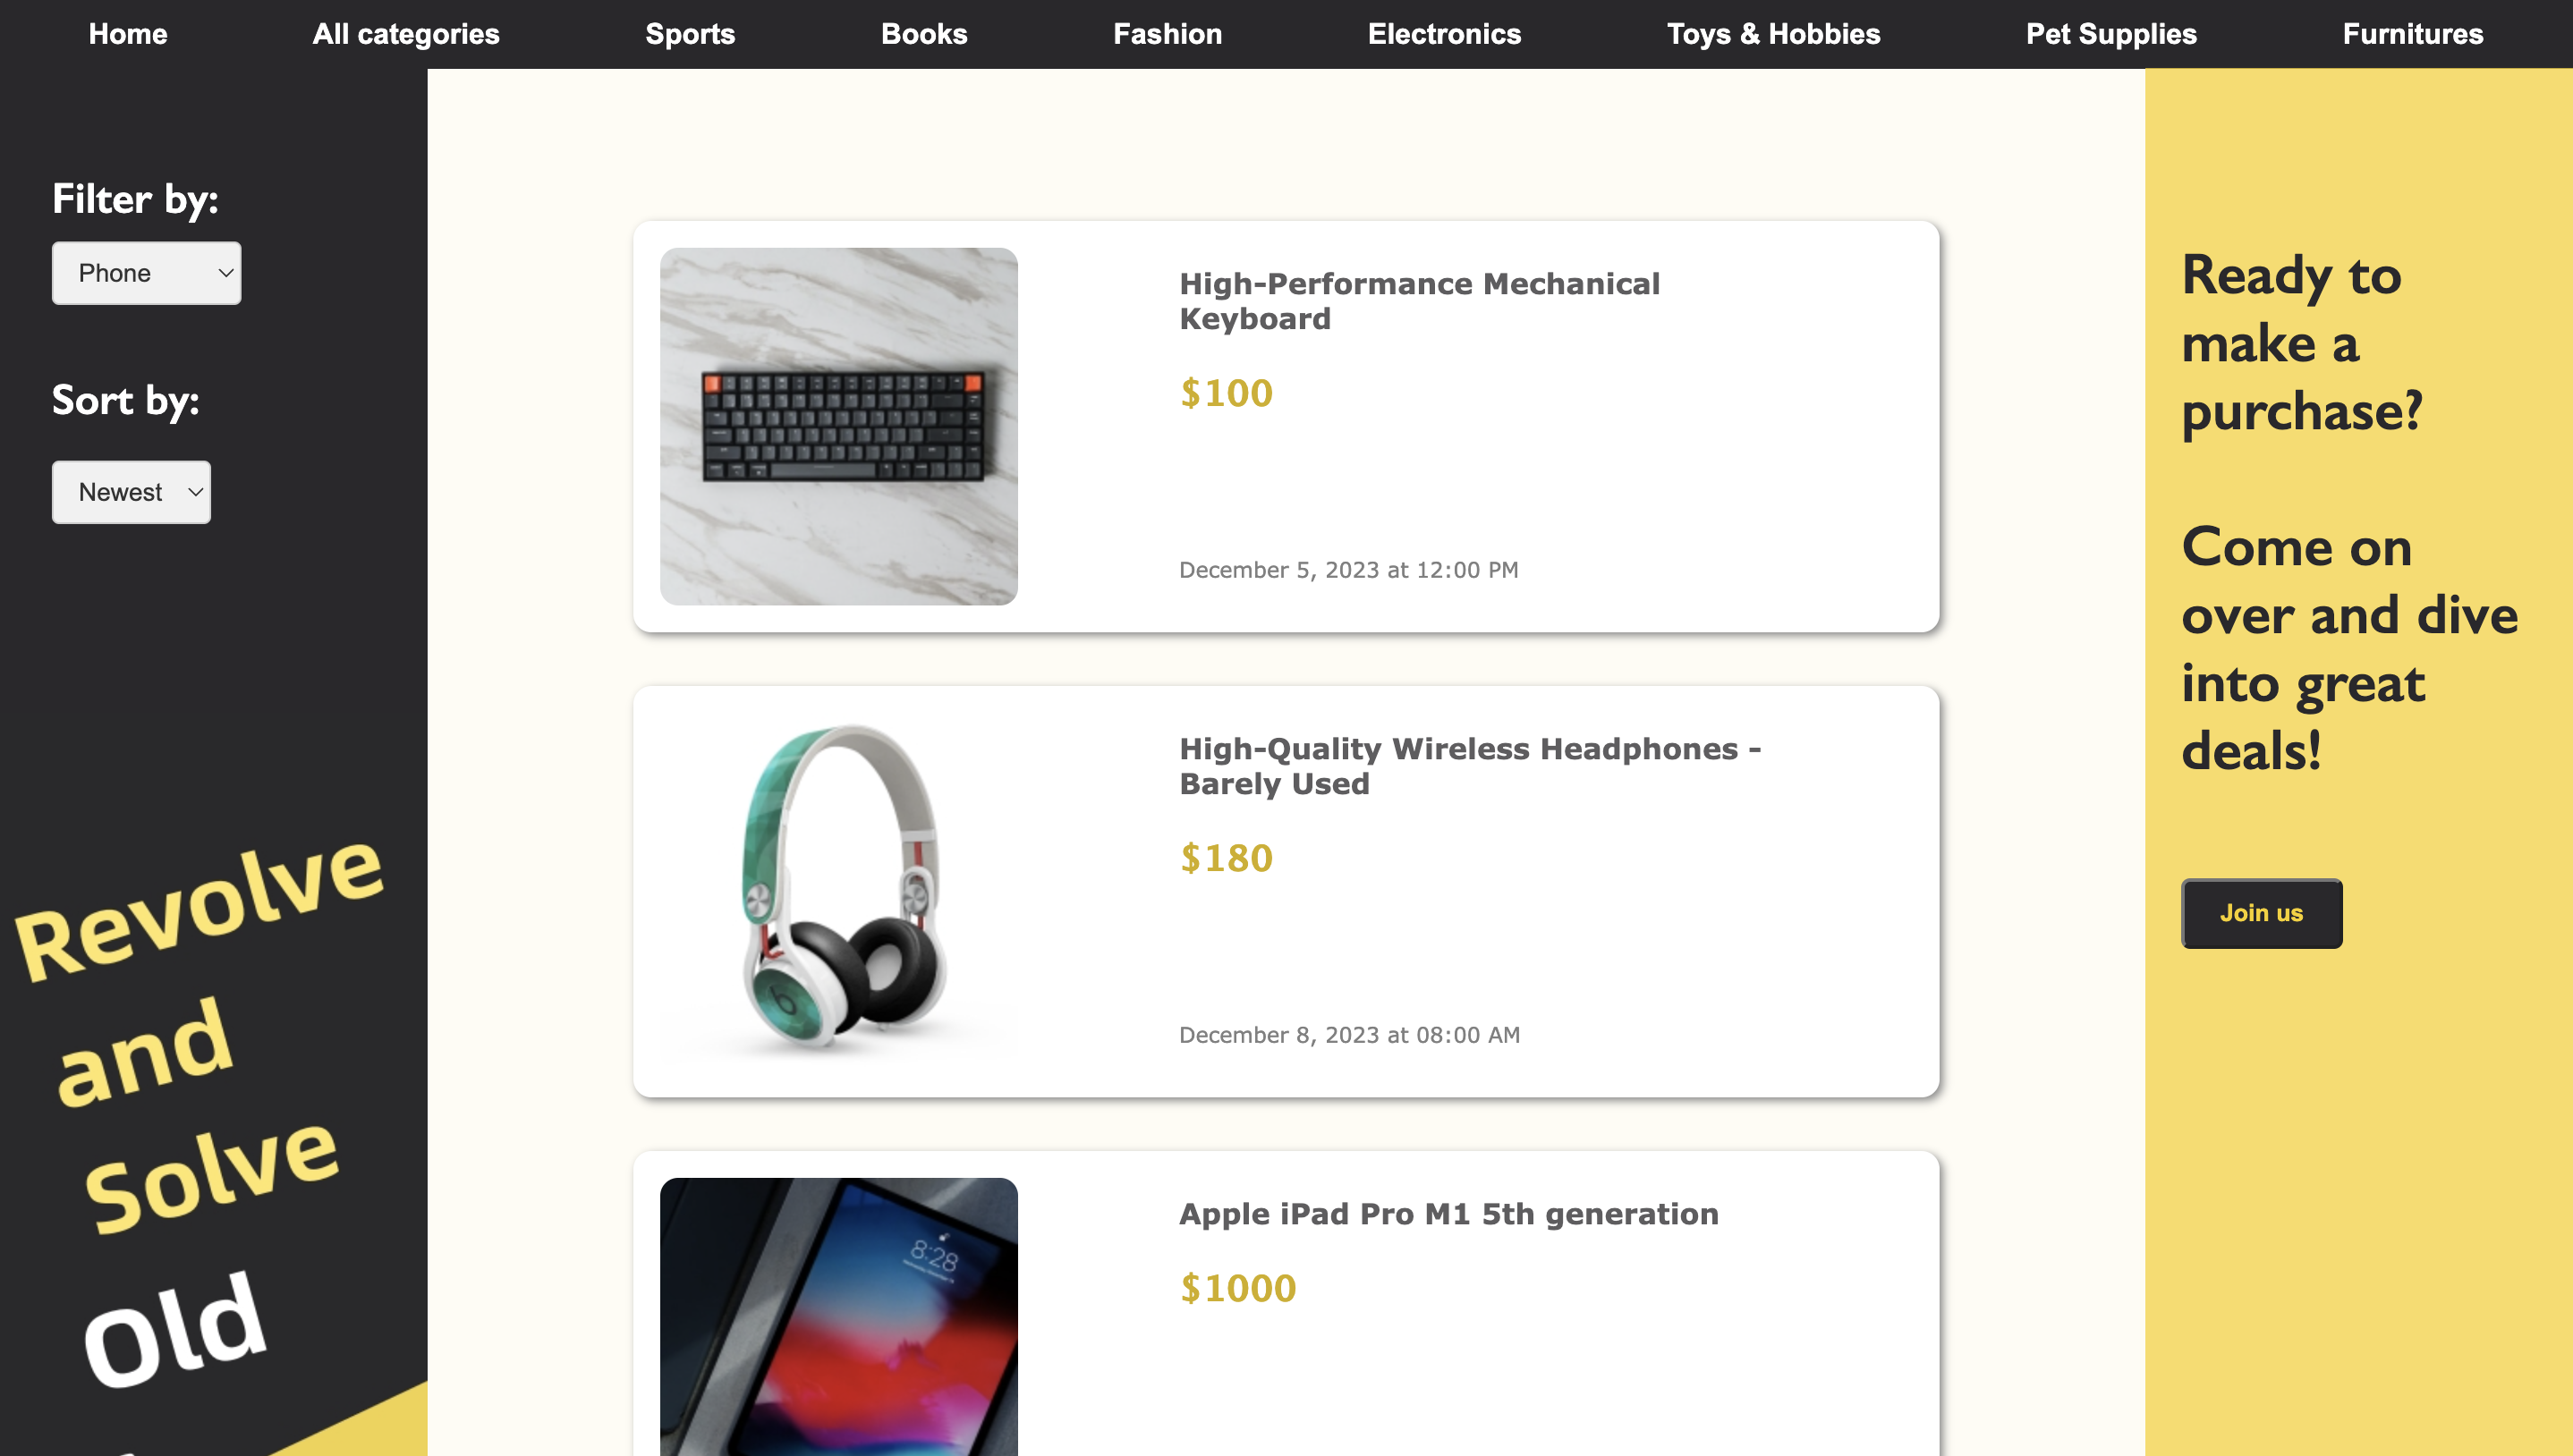 Home
All categories
Sports
Books
Fashion
Electronics
Toys & Hobbies
Pet Supplies
Furnitures
Filter by:
Phone
Sort by:
Newest
Revolve
and
Solve
Old
High-Performance Mechanical
Keyboard
$100
December 5, 2023 at 12:00 PM
High-Quality Wireless Headphones -
Barely Used
$180
December 8, 2023 at 08:00 AM
8:28
Apple iPad Pro M1 5th generation
$1000
Ready to
make a
purchase?
Come on
over and dive
into great
deals!
Join us